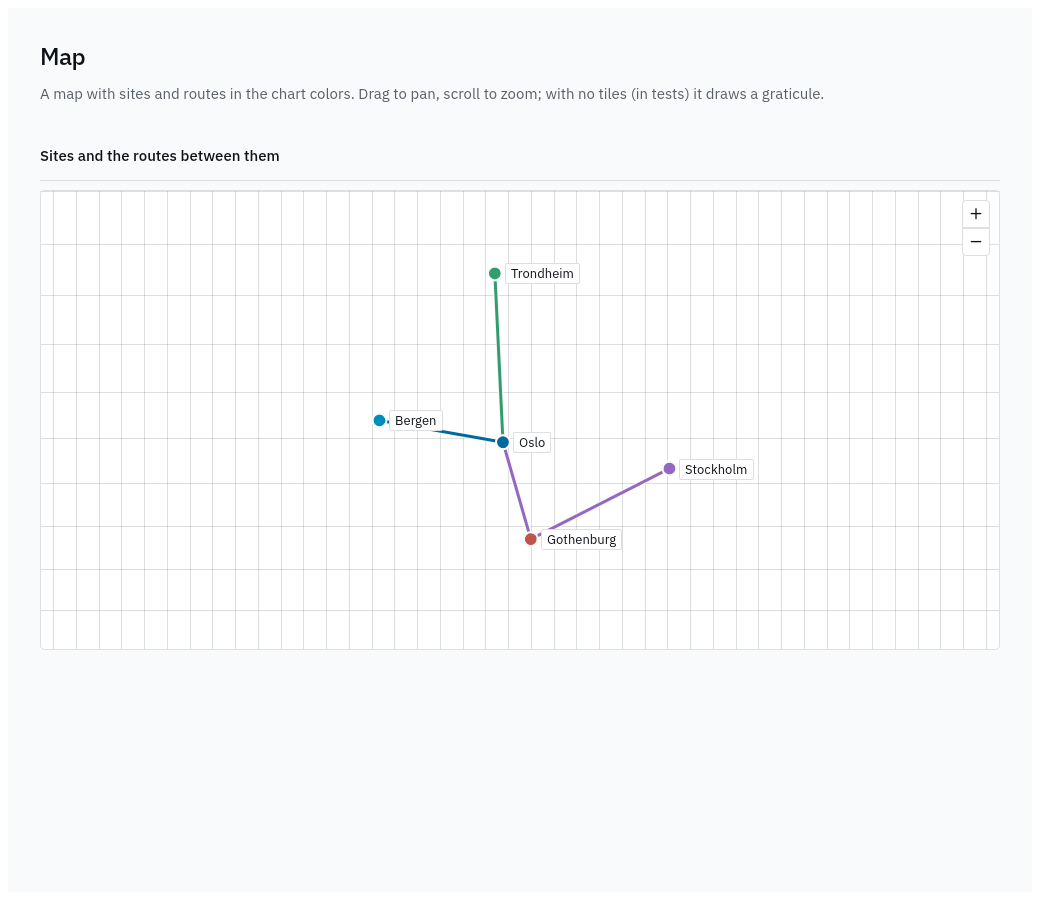 Map
A map with sites and routes in the chart colors. Drag to pan, scroll to zoom; with no tiles (in tests) it draws a graticule.
Sites and the routes between them
+
−
Trondheim
Bergen
Oslo
Stockholm
Gothenburg